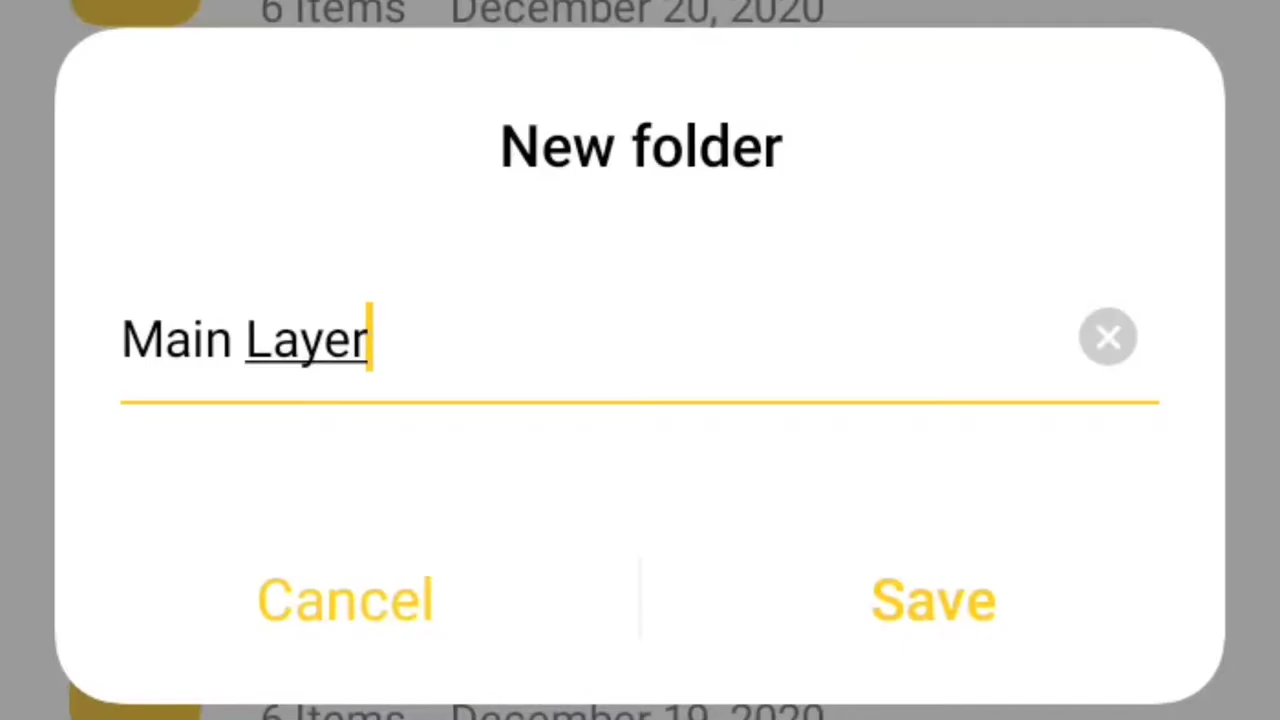 6 Items December 20, 2020
New folder
Main Layer
Cancel Save
6 Items December 19, 2020